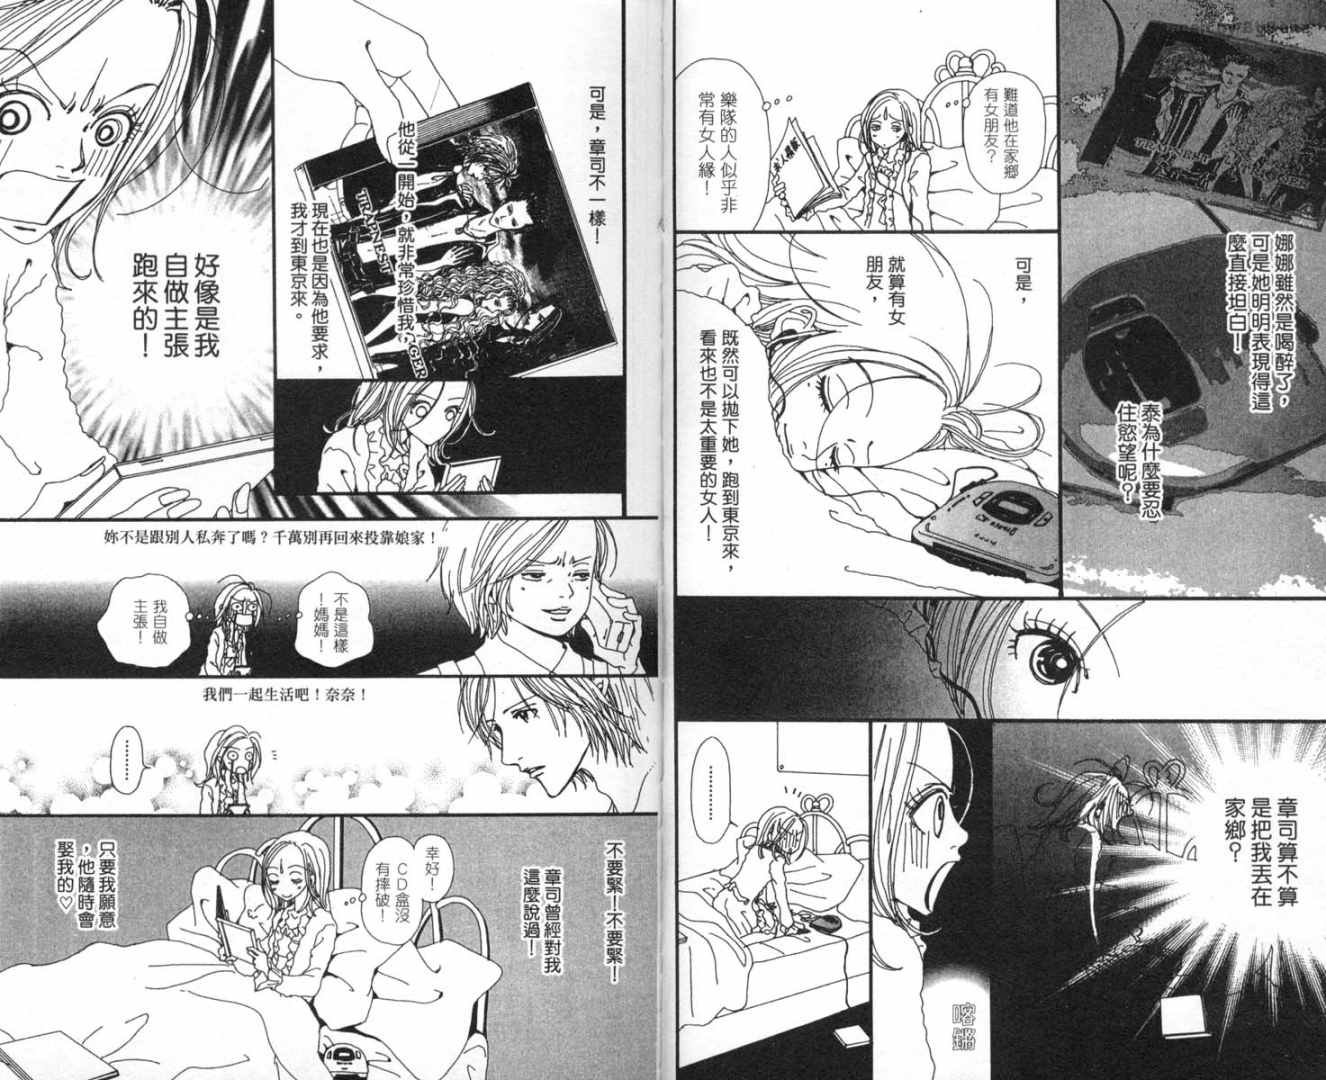 娜娜雖然是喝醉了，
可是她明明表現得這
麼直接坦白！
泰為什麼要忍
住慾望呢？
難道他在家鄉
有女朋友？
樂隊的人似乎非
常有女人緣！
可是，
就算有女
朋友，
既然可以拋下她，跑到東京來，
看來也不是太重要的女人！
章司算不算
是把我丟在
家鄉？
喀鏘
…………
可是，章司不一樣！
TRAPNEST
他從一開始，就非常珍惜我，
現在也是因為他要求，
我才到東京來。
好像是我
自做主張
跑來的！
妳不是跟別人私奔了嗎？千萬別再回來投靠娘家！
不是這樣
！媽媽！
我自做
主張！
我們一起生活吧！奈奈！
……
不要緊！不要緊！
章司曾經對我
這麼說過！
幸好！
CD盒沒
有摔破！
只要我願意
，他隨時會
娶我的♡